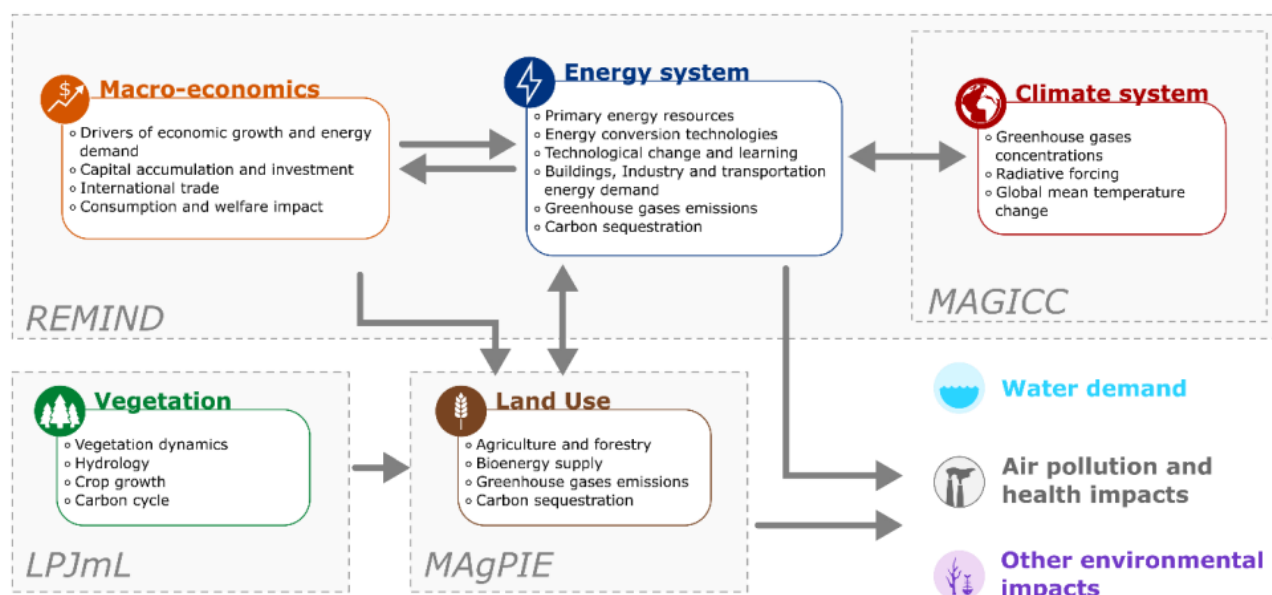 Macro-economics
◦ Drivers of economic growth and energy
demand
◦ Capital accumulation and investment
◦ International trade
◦ Consumption and welfare impact
Energy system
◦ Primary energy resources
◦ Energy conversion technologies
◦ Technological change and learning
◦ Buildings, Industry and transportation
energy demand
◦ Greenhouse gases emissions
◦ Carbon sequestration
Climate system
◦ Greenhouse gases
concentrations
◦ Radiative forcing
◦ Global mean temperature
change
REMIND
MAGICC
Vegetation
◦ Vegetation dynamics
◦ Hydrology
◦ Crop growth
◦ Carbon cycle
LPJmL
Land Use
◦ Agriculture and forestry
◦ Bioenergy supply
◦ Greenhouse gases emissions
◦ Carbon sequestration
MAgPIE
Water demand
Air pollution and
health impacts
Other environmental
impacts